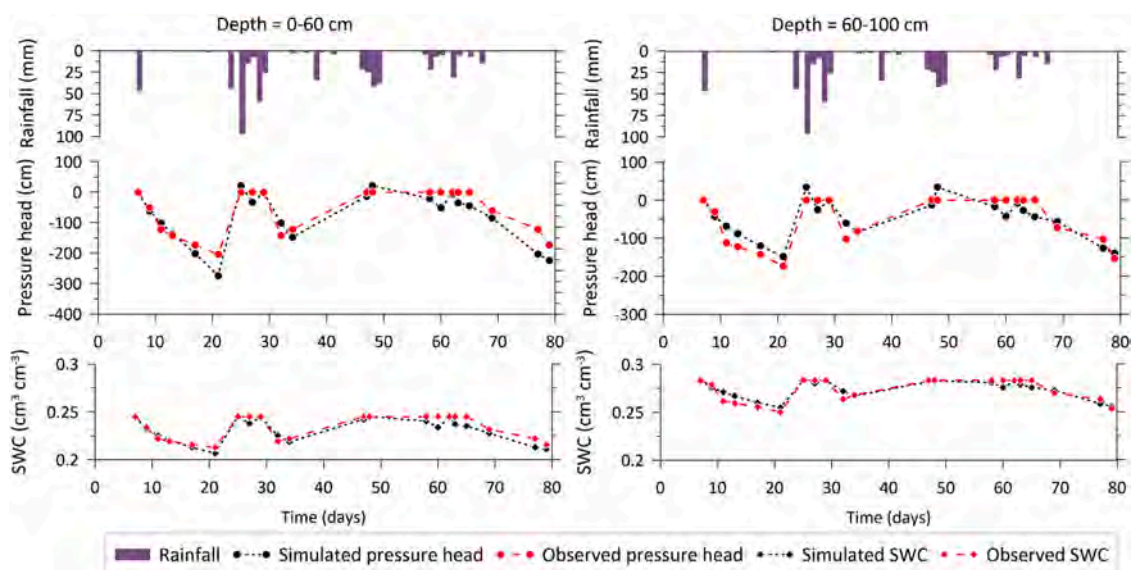 Depth = 0-60 cm
Depth = 60-100 cm
Rainfall (mm)
0
25
50
75
100
Rainfall (mm)
0
25
50
75
100
Pressure head (cm)
100
0
-100
-200
-300
-400
0 10 20 30 40 50 60 70 80
Pressure head (cm)
100
0
-100
-200
-300
0 10 20 30 40 50 60 70 80
SWC (cm³ cm⁻³)
0.3
0.25
0.2
0 10 20 30 40 50 60 70 80
Time (days)
SWC (cm³ cm⁻³)
0.3
0.25
0.2
0 10 20 30 40 50 60 70 80
Time (days)
Rainfall Simulated pressure head Observed pressure head Simulated SWC Observed SWC